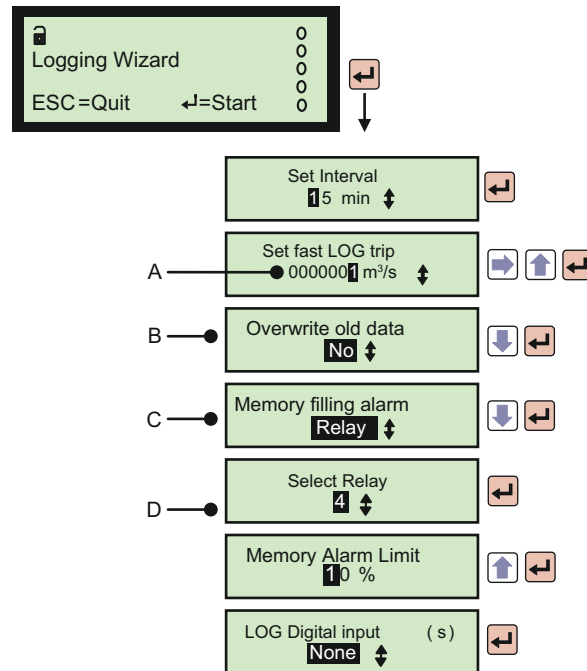 Logging Wizard
ESC=Quit ↵=Start
Set Interval
15 min
A
Set fast LOG trip
0000001 m³/s
B
Overwrite old data
No
C
Memory filling alarm
Relay
D
Select Relay
4
Memory Alarm Limit
10 %
LOG Digital input (s)
None